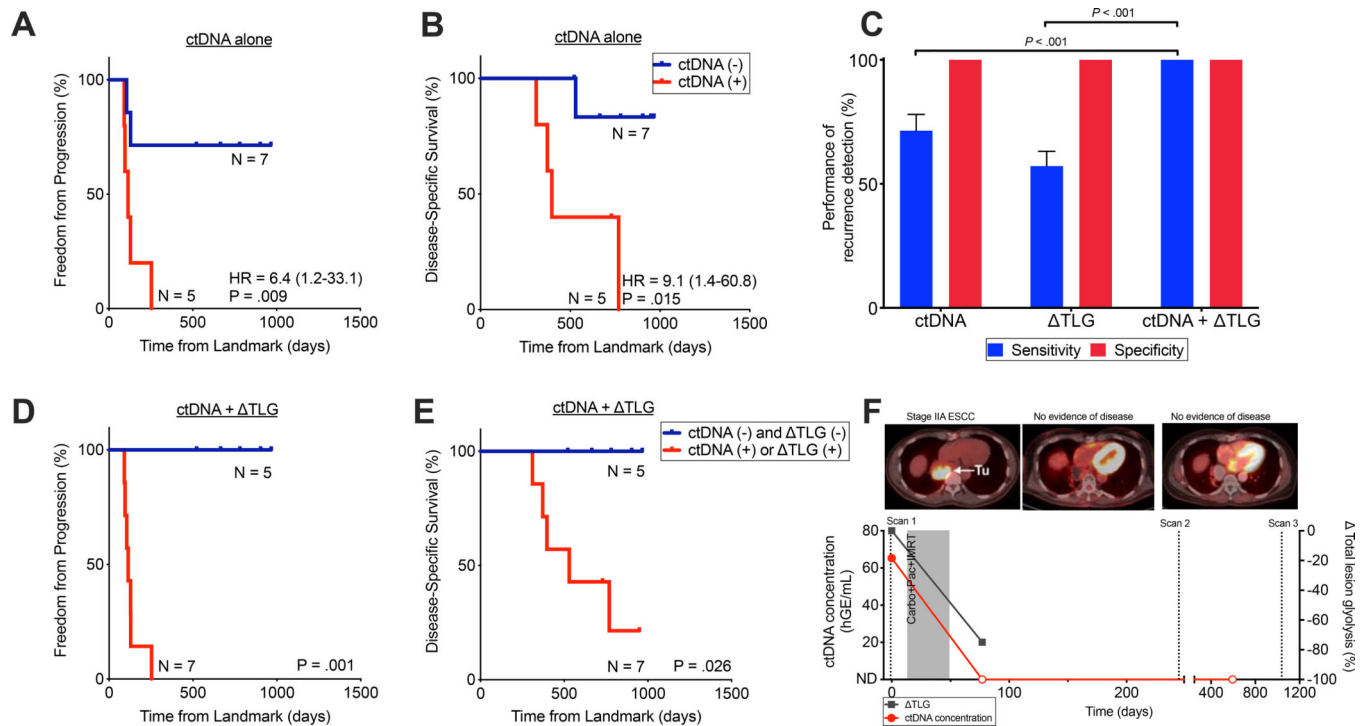 A
ctDNA alone
Freedom from Progression (%)
100
50
0
N = 7
N = 5
HR = 6.4 (1.2-33.1)
P = .009
0 500 1000 1500
Time from Landmark (days)
B
ctDNA alone
ctDNA (-)
ctDNA (+)
Disease-Specific Survival (%)
100
50
0
N = 7
N = 5
HR = 9.1 (1.4-60.8)
P = .015
0 500 1000 1500
Time from Landmark (days)
C
P < .001
P < .001
Performance of
recurrence detection (%)
100
50
0
ctDNA ΔTLG ctDNA + ΔTLG
Sensitivity Specificity
D
ctDNA + ΔTLG
Freedom from Progression (%)
100
50
0
N = 5
N = 7
P = .001
0 500 1000 1500
Time from Landmark (days)
E
ctDNA + ΔTLG
ctDNA (-) and ΔTLG (-)
ctDNA (+) or ΔTLG (+)
Disease-Specific Survival (%)
100
50
0
N = 5
N = 7
P = .026
0 500 1000 1500
Time from Landmark (days)
F
Stage IIA ESCC
No evidence of disease
No evidence of disease
Tu
Scan 1
Scan 2
Scan 3
Carbo+Pac+IMRT
ctDNA concentration
(hGE/mL)
80
60
40
20
ND
Δ Total lesion glyolysis
(%)
0
-20
-40
-60
-80
-100
0 100 200 400 800 1200
Time (days)
ΔTLG
ctDNA concentration